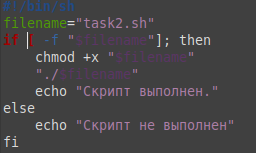 #!/bin/sh
filename="task2.sh"
if [ -f "$filename"]; then
    chmod +x "$filename"
    "./$filename"
    echo "Скрипт выполнен."
else
    echo "Скрипт не выполнен"
fi